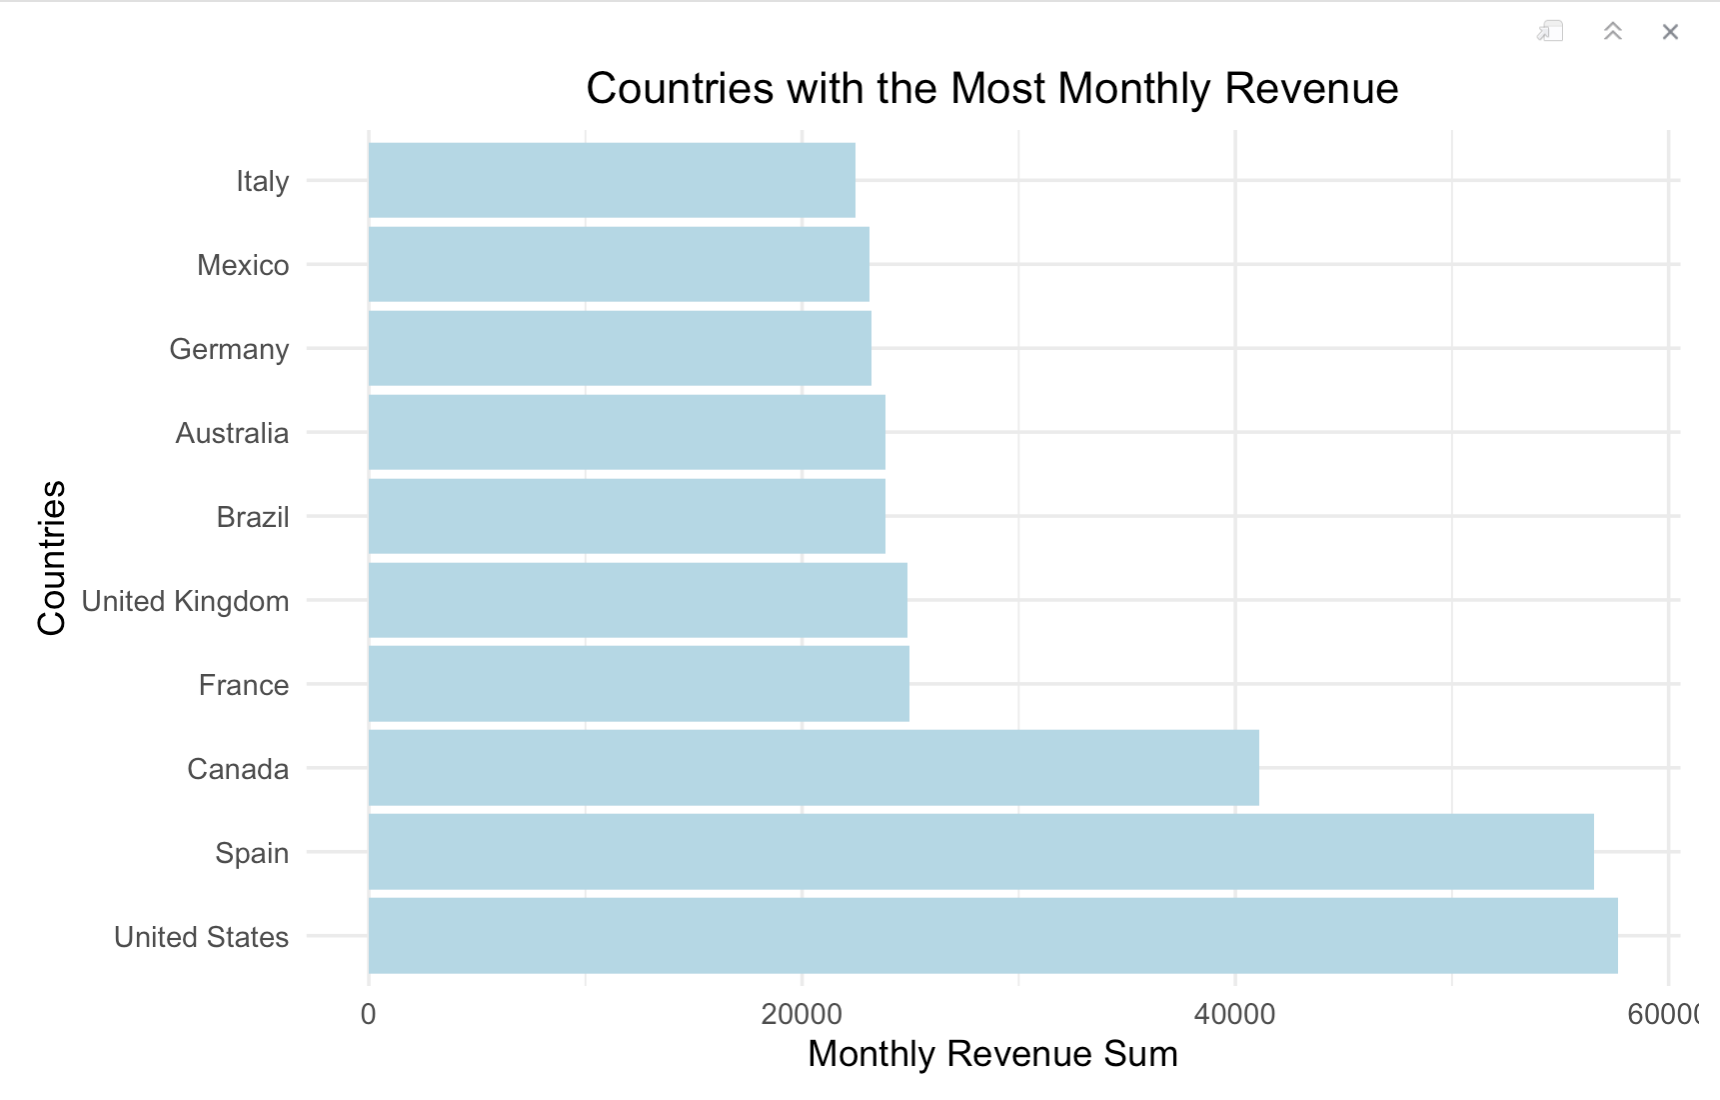 Countries with the Most Monthly Revenue
Italy
Mexico
Germany
Australia
Brazil
United Kingdom
France
Canada
Spain
United States
Countries
0 20000 40000 6000
Monthly Revenue Sum